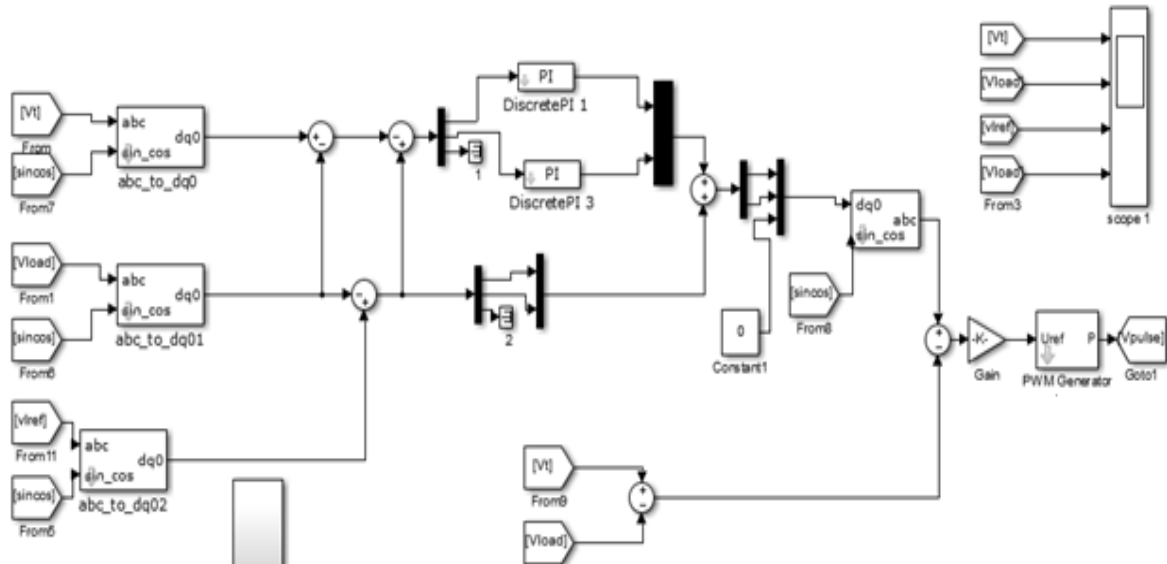 [Vt]
From
[sincos]
From7
abc
sin_cos
dq0
abc_to_dq0
[Vload]
From1
[sincos]
From6
abc
sin_cos
dq0
abc_to_dq01
[vlref]
From11
[sincos]
From5
abc
sin_cos
dq0
abc_to_dq02
+
-
-
+
-
+
1
PI
DiscretePI 1
PI
DiscretePI 3
2
+
+
0
Constant1
[sincos]
From8
dq0
sin_cos
abc
[Vt]
From9
[Vload]
+
-
+
-
-K-
Gain
Uref
P
PWM Generator
[Vpulse]
Goto1
[Vt]
[Vload]
[vlref]
[Vload]
From3
scope 1